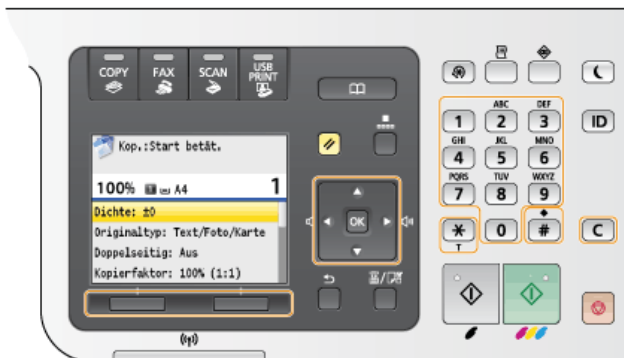 COPY
FAX
SCAN
USB
PRINT
Kop.:Start betät.
100% A4 1
Dichte: ±0
Originaltyp: Text/Foto/Karte
Doppelseitig: Aus
Kopierfaktor: 100% (1:1)
OK
ABC DEF
1 2 3
ID
GHI JKL MNO
4 5 6
PQRS TUV WXYZ
7 8 9
* 0 #
T
C